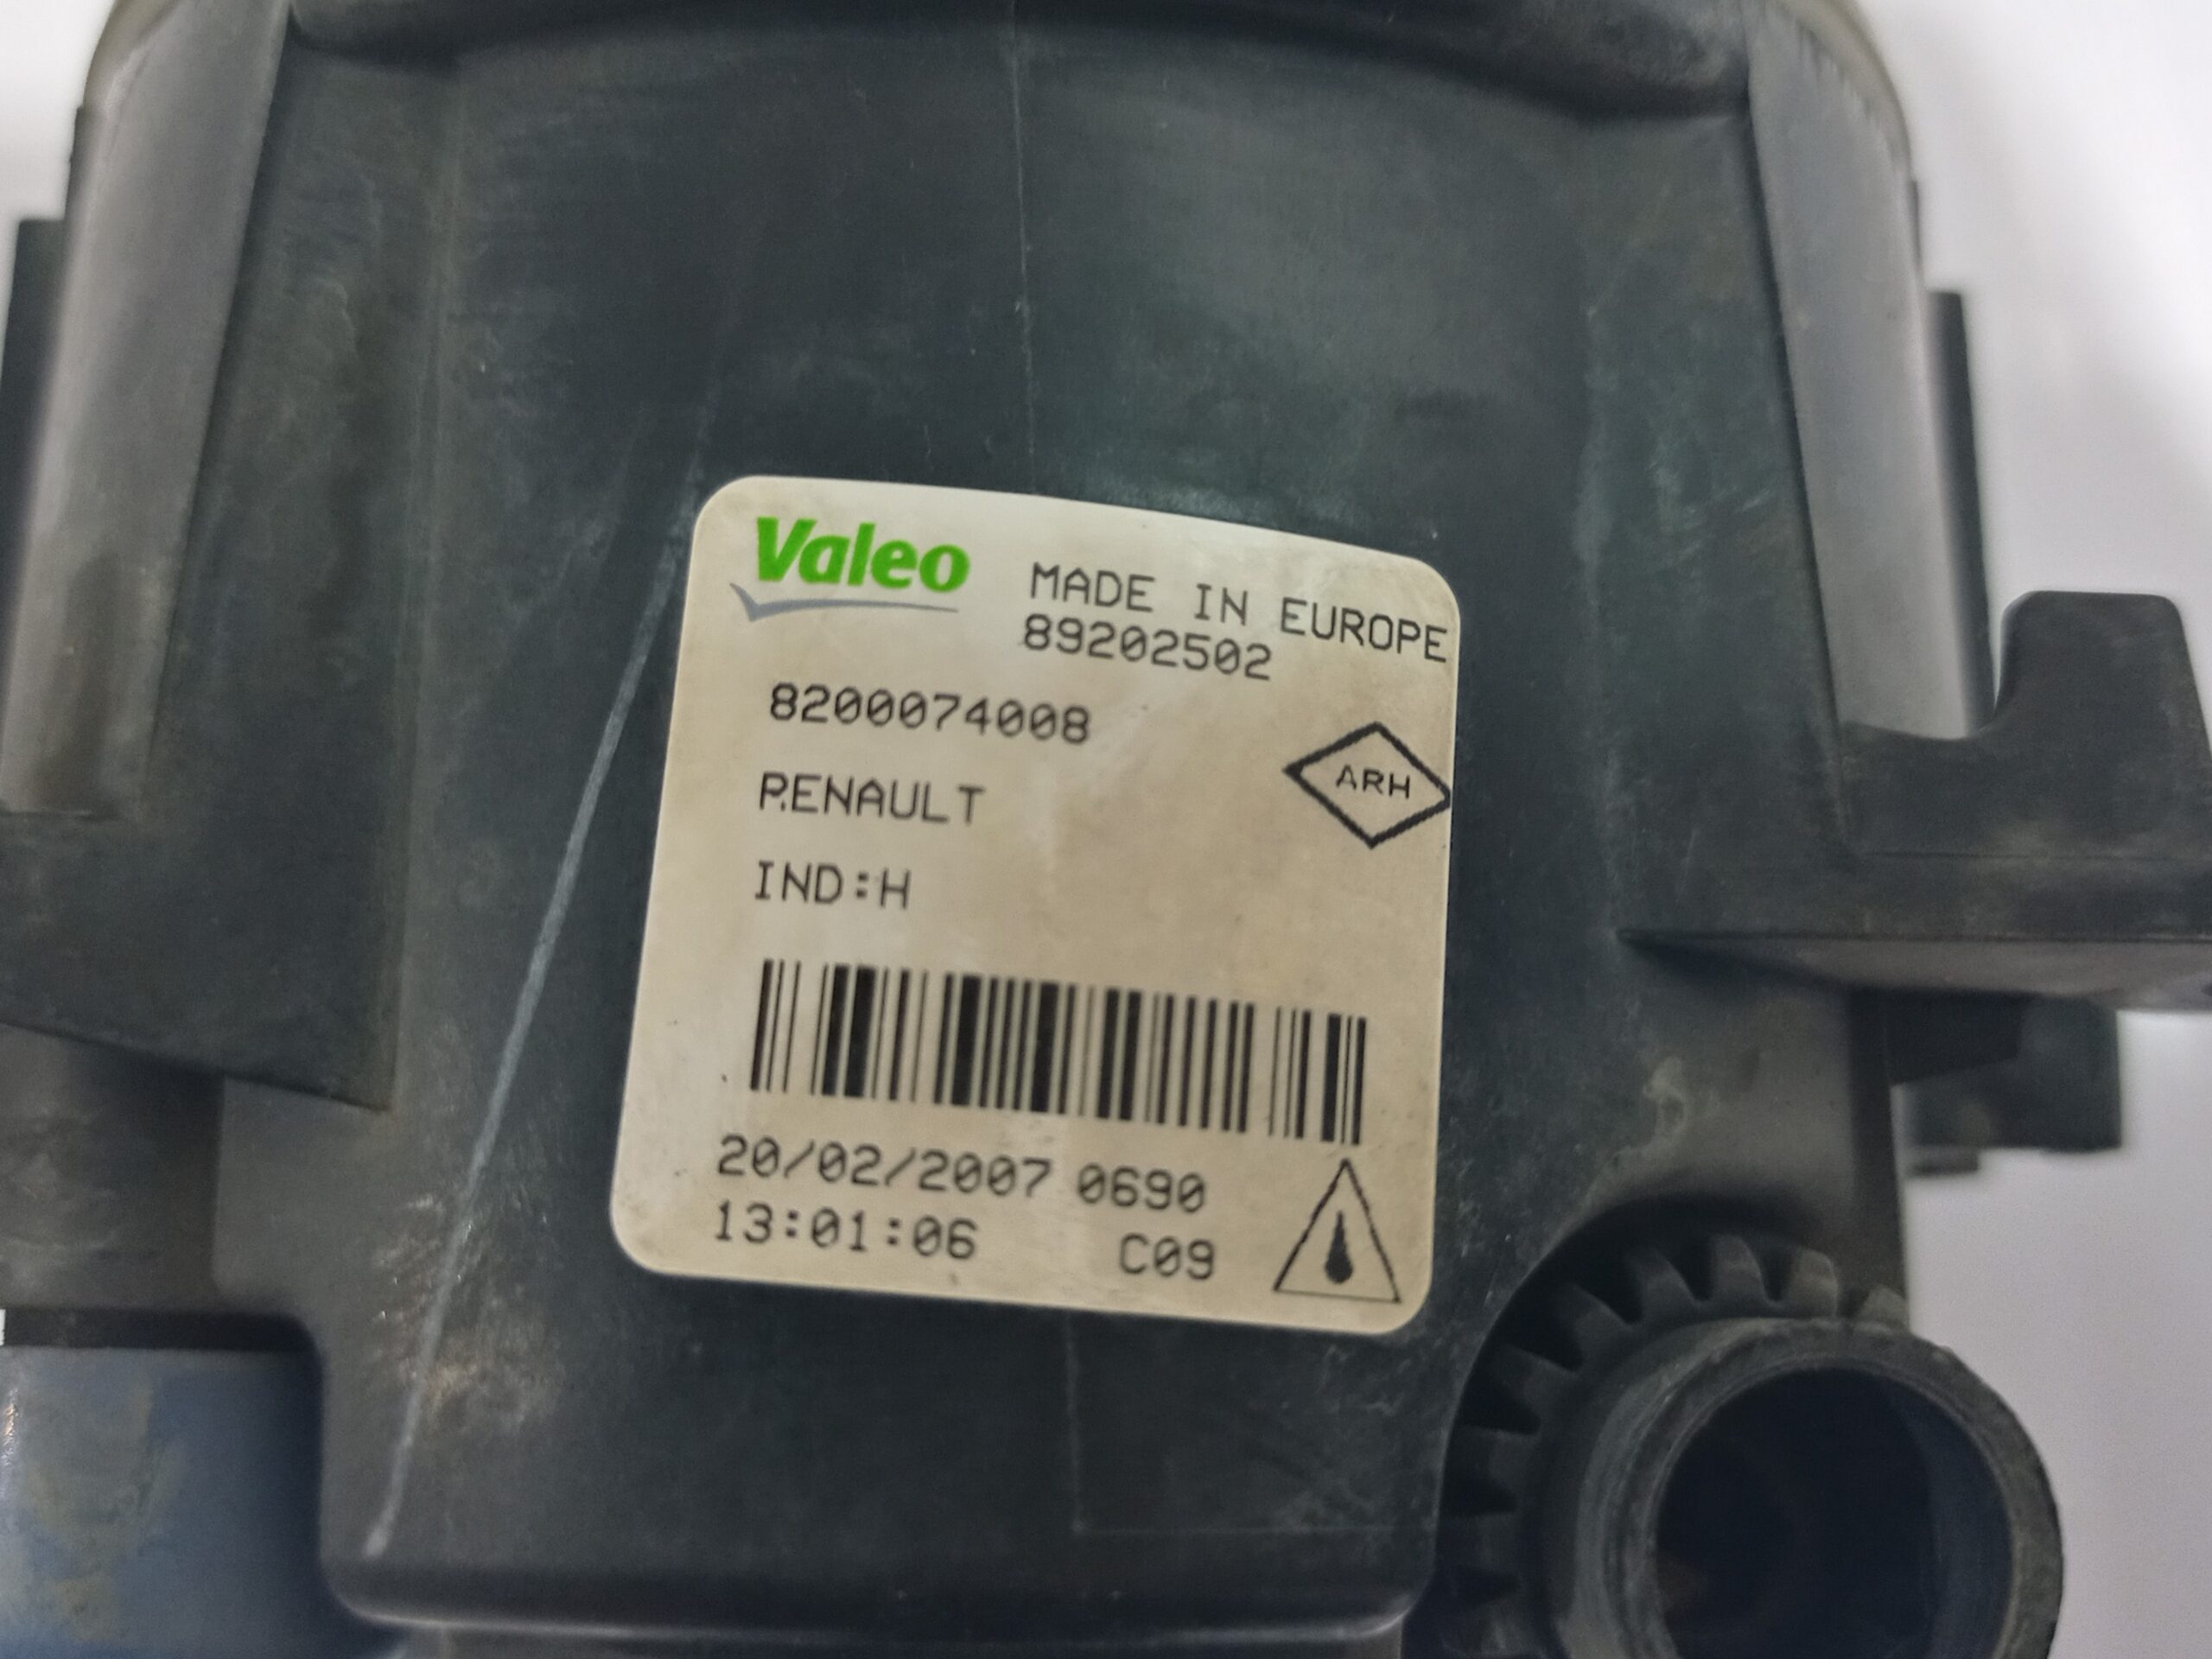 Valeo
MADE IN EUROPE
89202502
8200074008
RENAULT
ARH
IND:H
20/02/2007 0690
13:01:06 C09